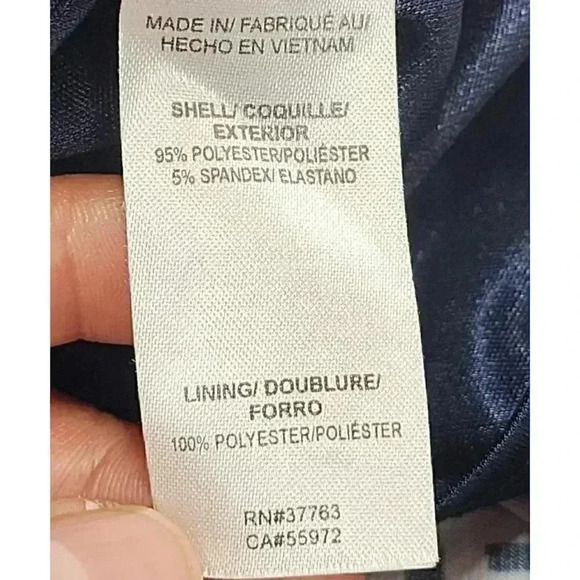 MADE IN/ FABRIQUÉ AU/
HECHO EN VIETNAM
SHELL/ COQUILLE/
EXTERIOR
95% POLYESTER/POLIÉSTER
5% SPANDEX/ ELASTANO
LINING/ DOUBLURE/
FORRO
100% POLYESTER/POLIÉSTER
RN#37763
CA#55972